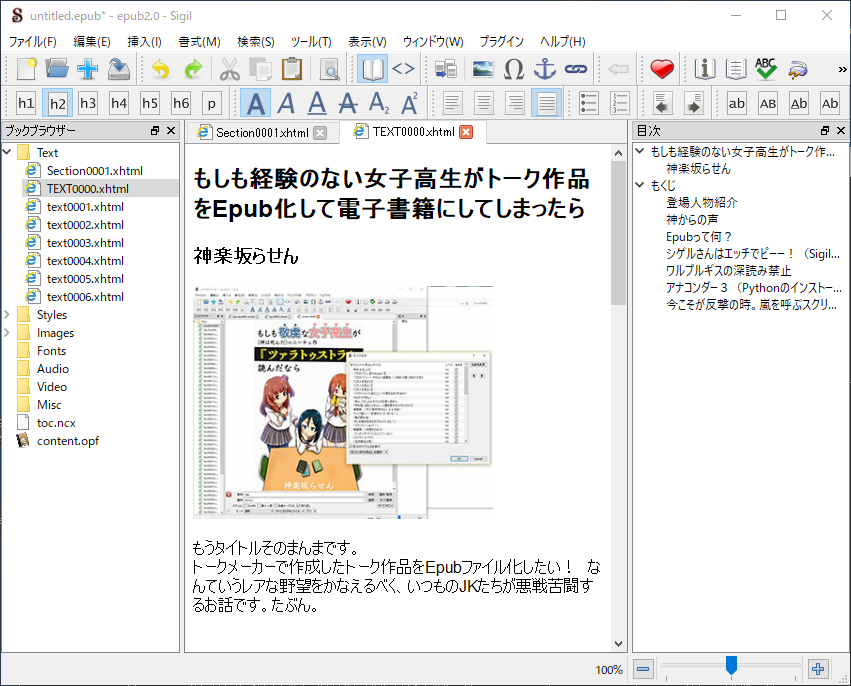 untitled.epub* - epub2.0 - Sigil
ファイル(F) 編集(E) 挿入(I) 書式(M) 検索(S) ツール(T) 表示(V) ウィンドウ(W) プラグイン ヘルプ(H)
ABC
h1 h2 h3 h4 h5 h6 p A A A A A2 A2 ab AB Ab Ab
ブックブラウザー
Section0001.xhtml
TEXT0000.xhtml
目次
Text
Section0001.xhtml
TEXT0000.xhtml
text0001.xhtml
text0002.xhtml
text0003.xhtml
text0004.xhtml
text0005.xhtml
text0006.xhtml
Styles
Images
Fonts
Audio
Video
Misc
toc.ncx
content.opf
もしも経験のない女子高生がトーク作品
をEpub化して電子書籍にしてしまったら
神楽坂らせん
もしも敬虔な女子高生が
(神は死んだ)のニーチェ作
『ツァラトゥストラ
読んだなら
神楽坂らせん
もうタイトルそのまんまです。
トークメーカーで作成したトーク作品をEpubファイル化したい！　な
んていうレアな野望をかなえるべく、いつものJKたちが悪戦苦闘す
るお話です。たぶん。
もしも経験のない女子高生がトーク作...
神楽坂らせん
もくじ
登場人物紹介
神からの声
Epubって何？
シゲルさんはエッチでピー―！（Sigil...
ワルプルギスの深読み禁止
アナコンダー３（Pythonのインストー...
今こそが反撃の時。嵐を呼ぶスクリ...
100%